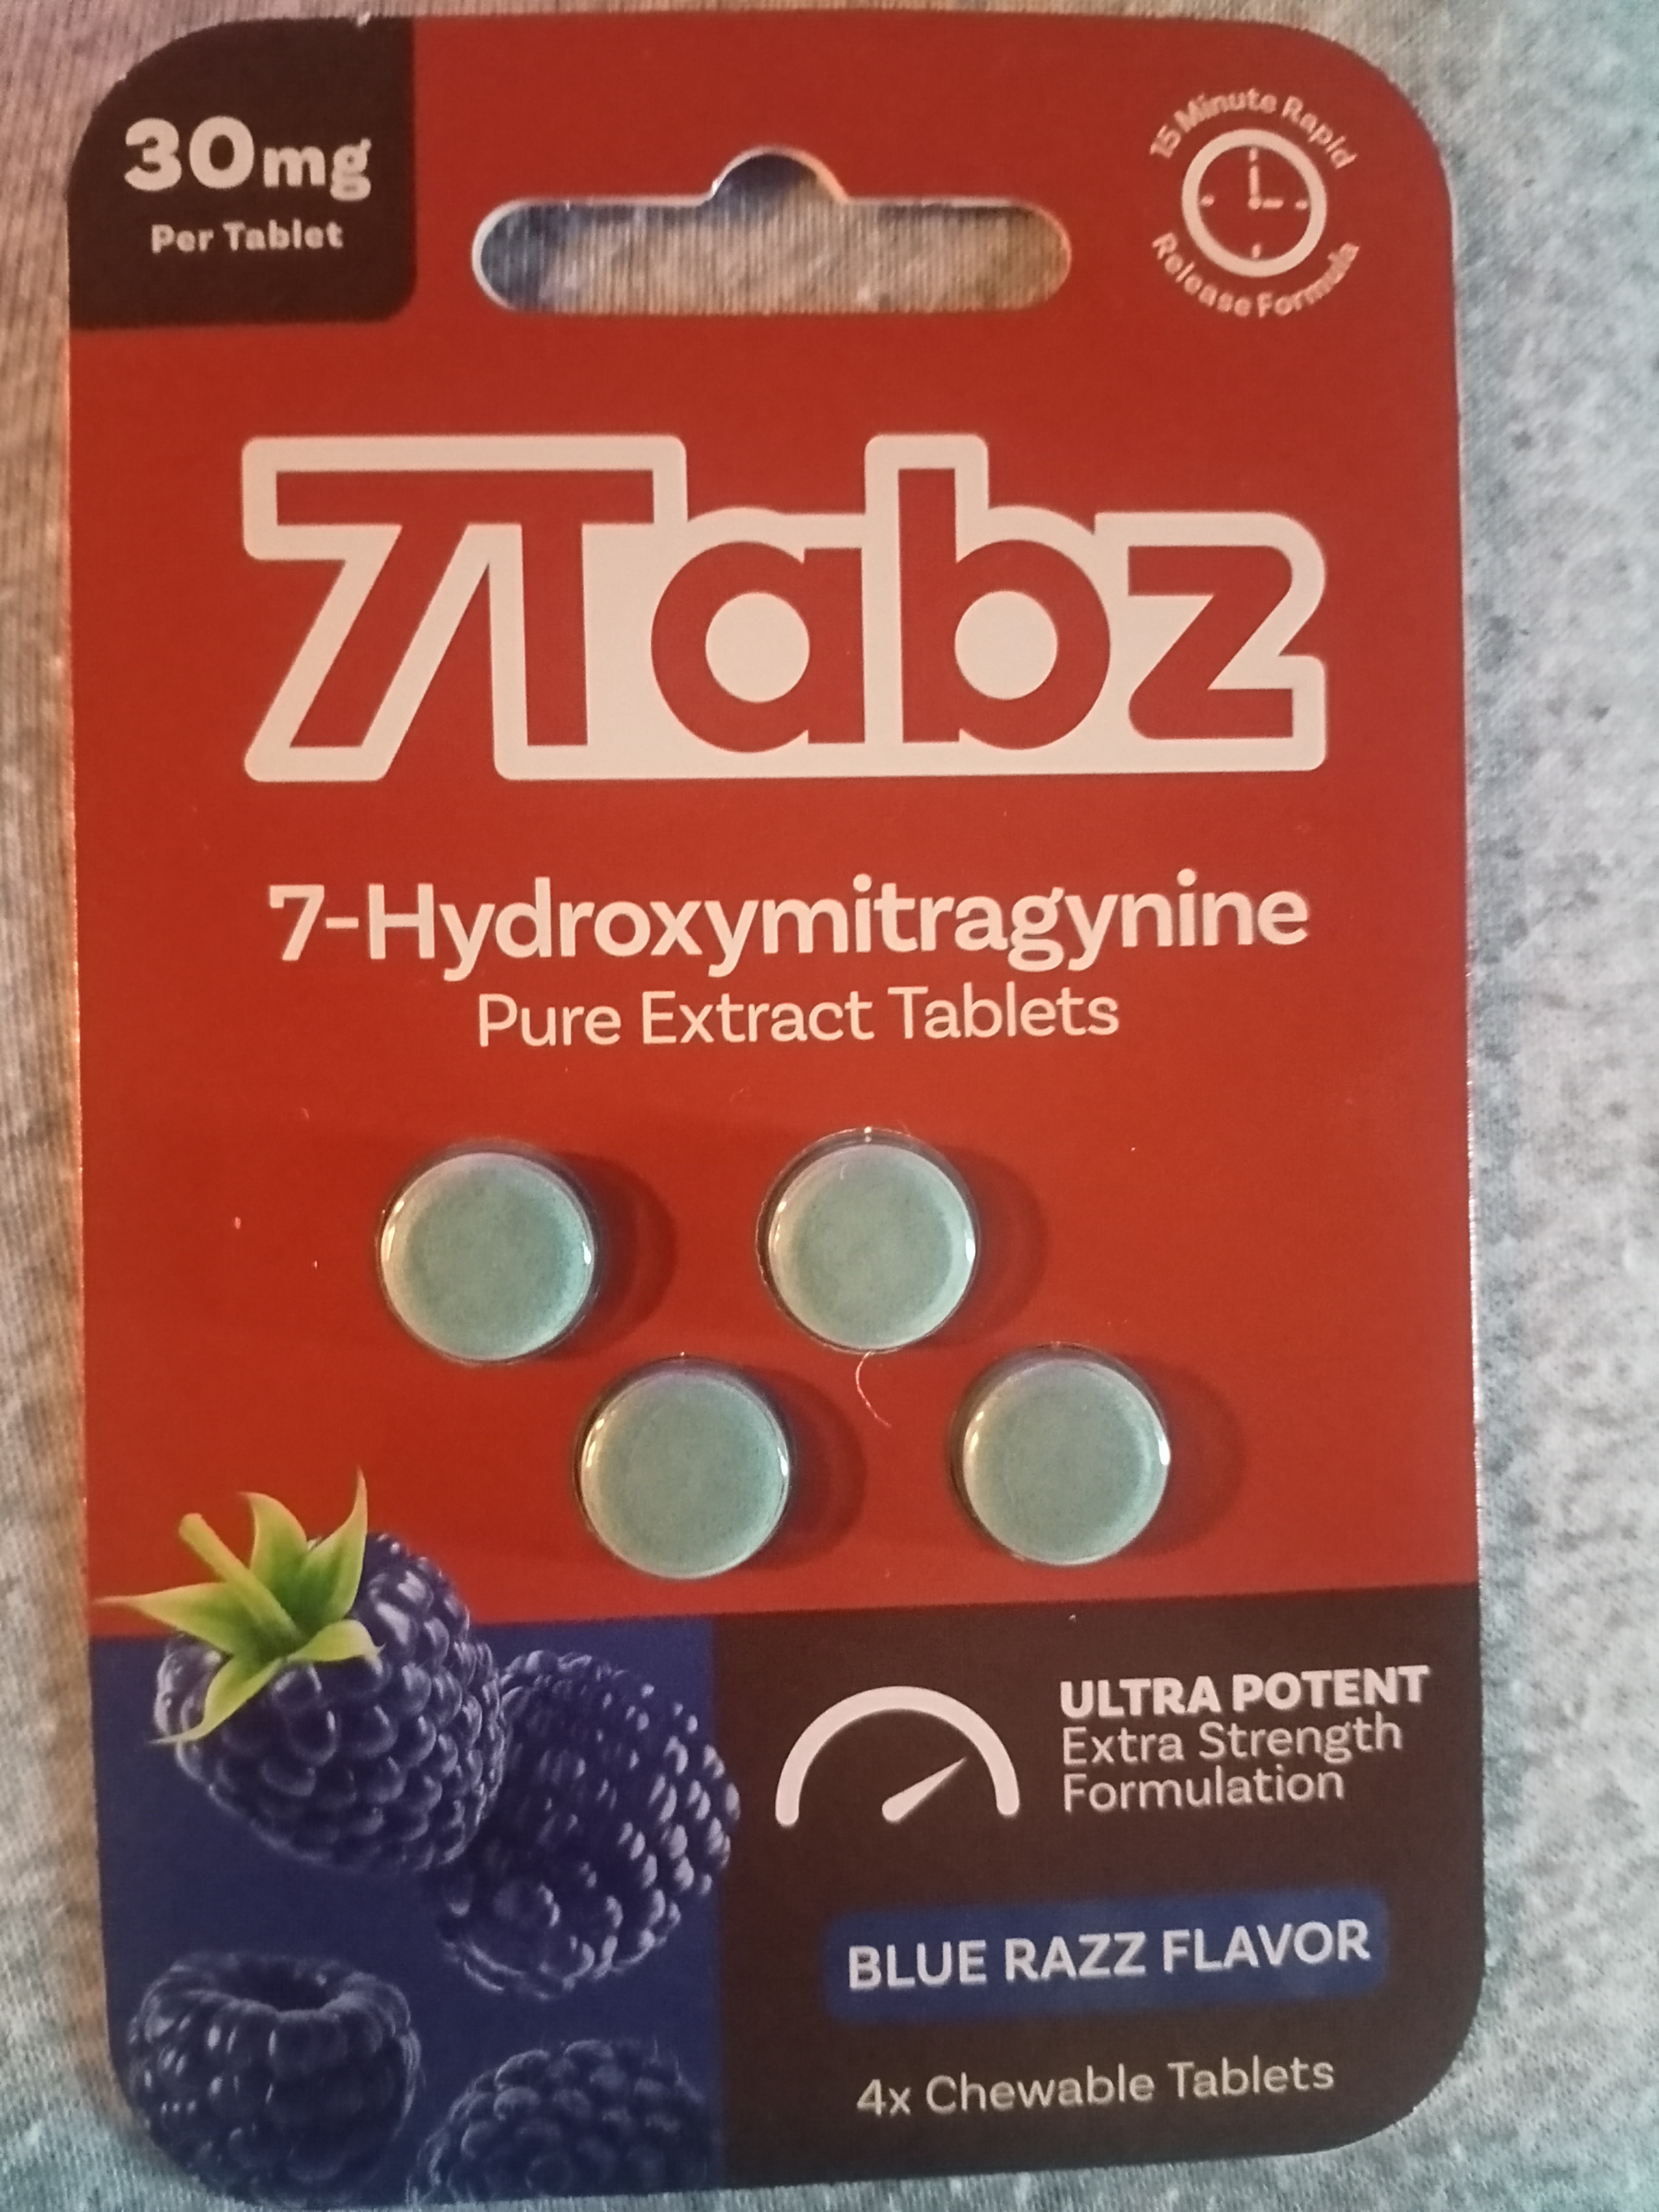 30mg
Per Tablet
15 Minute Rapid
Release Formula
7Tabz
7-Hydroxymitragynine
Pure Extract Tablets
ULTRA POTENT
Extra Strength
Formulation
BLUE RAZZ FLAVOR
4x Chewable Tablets